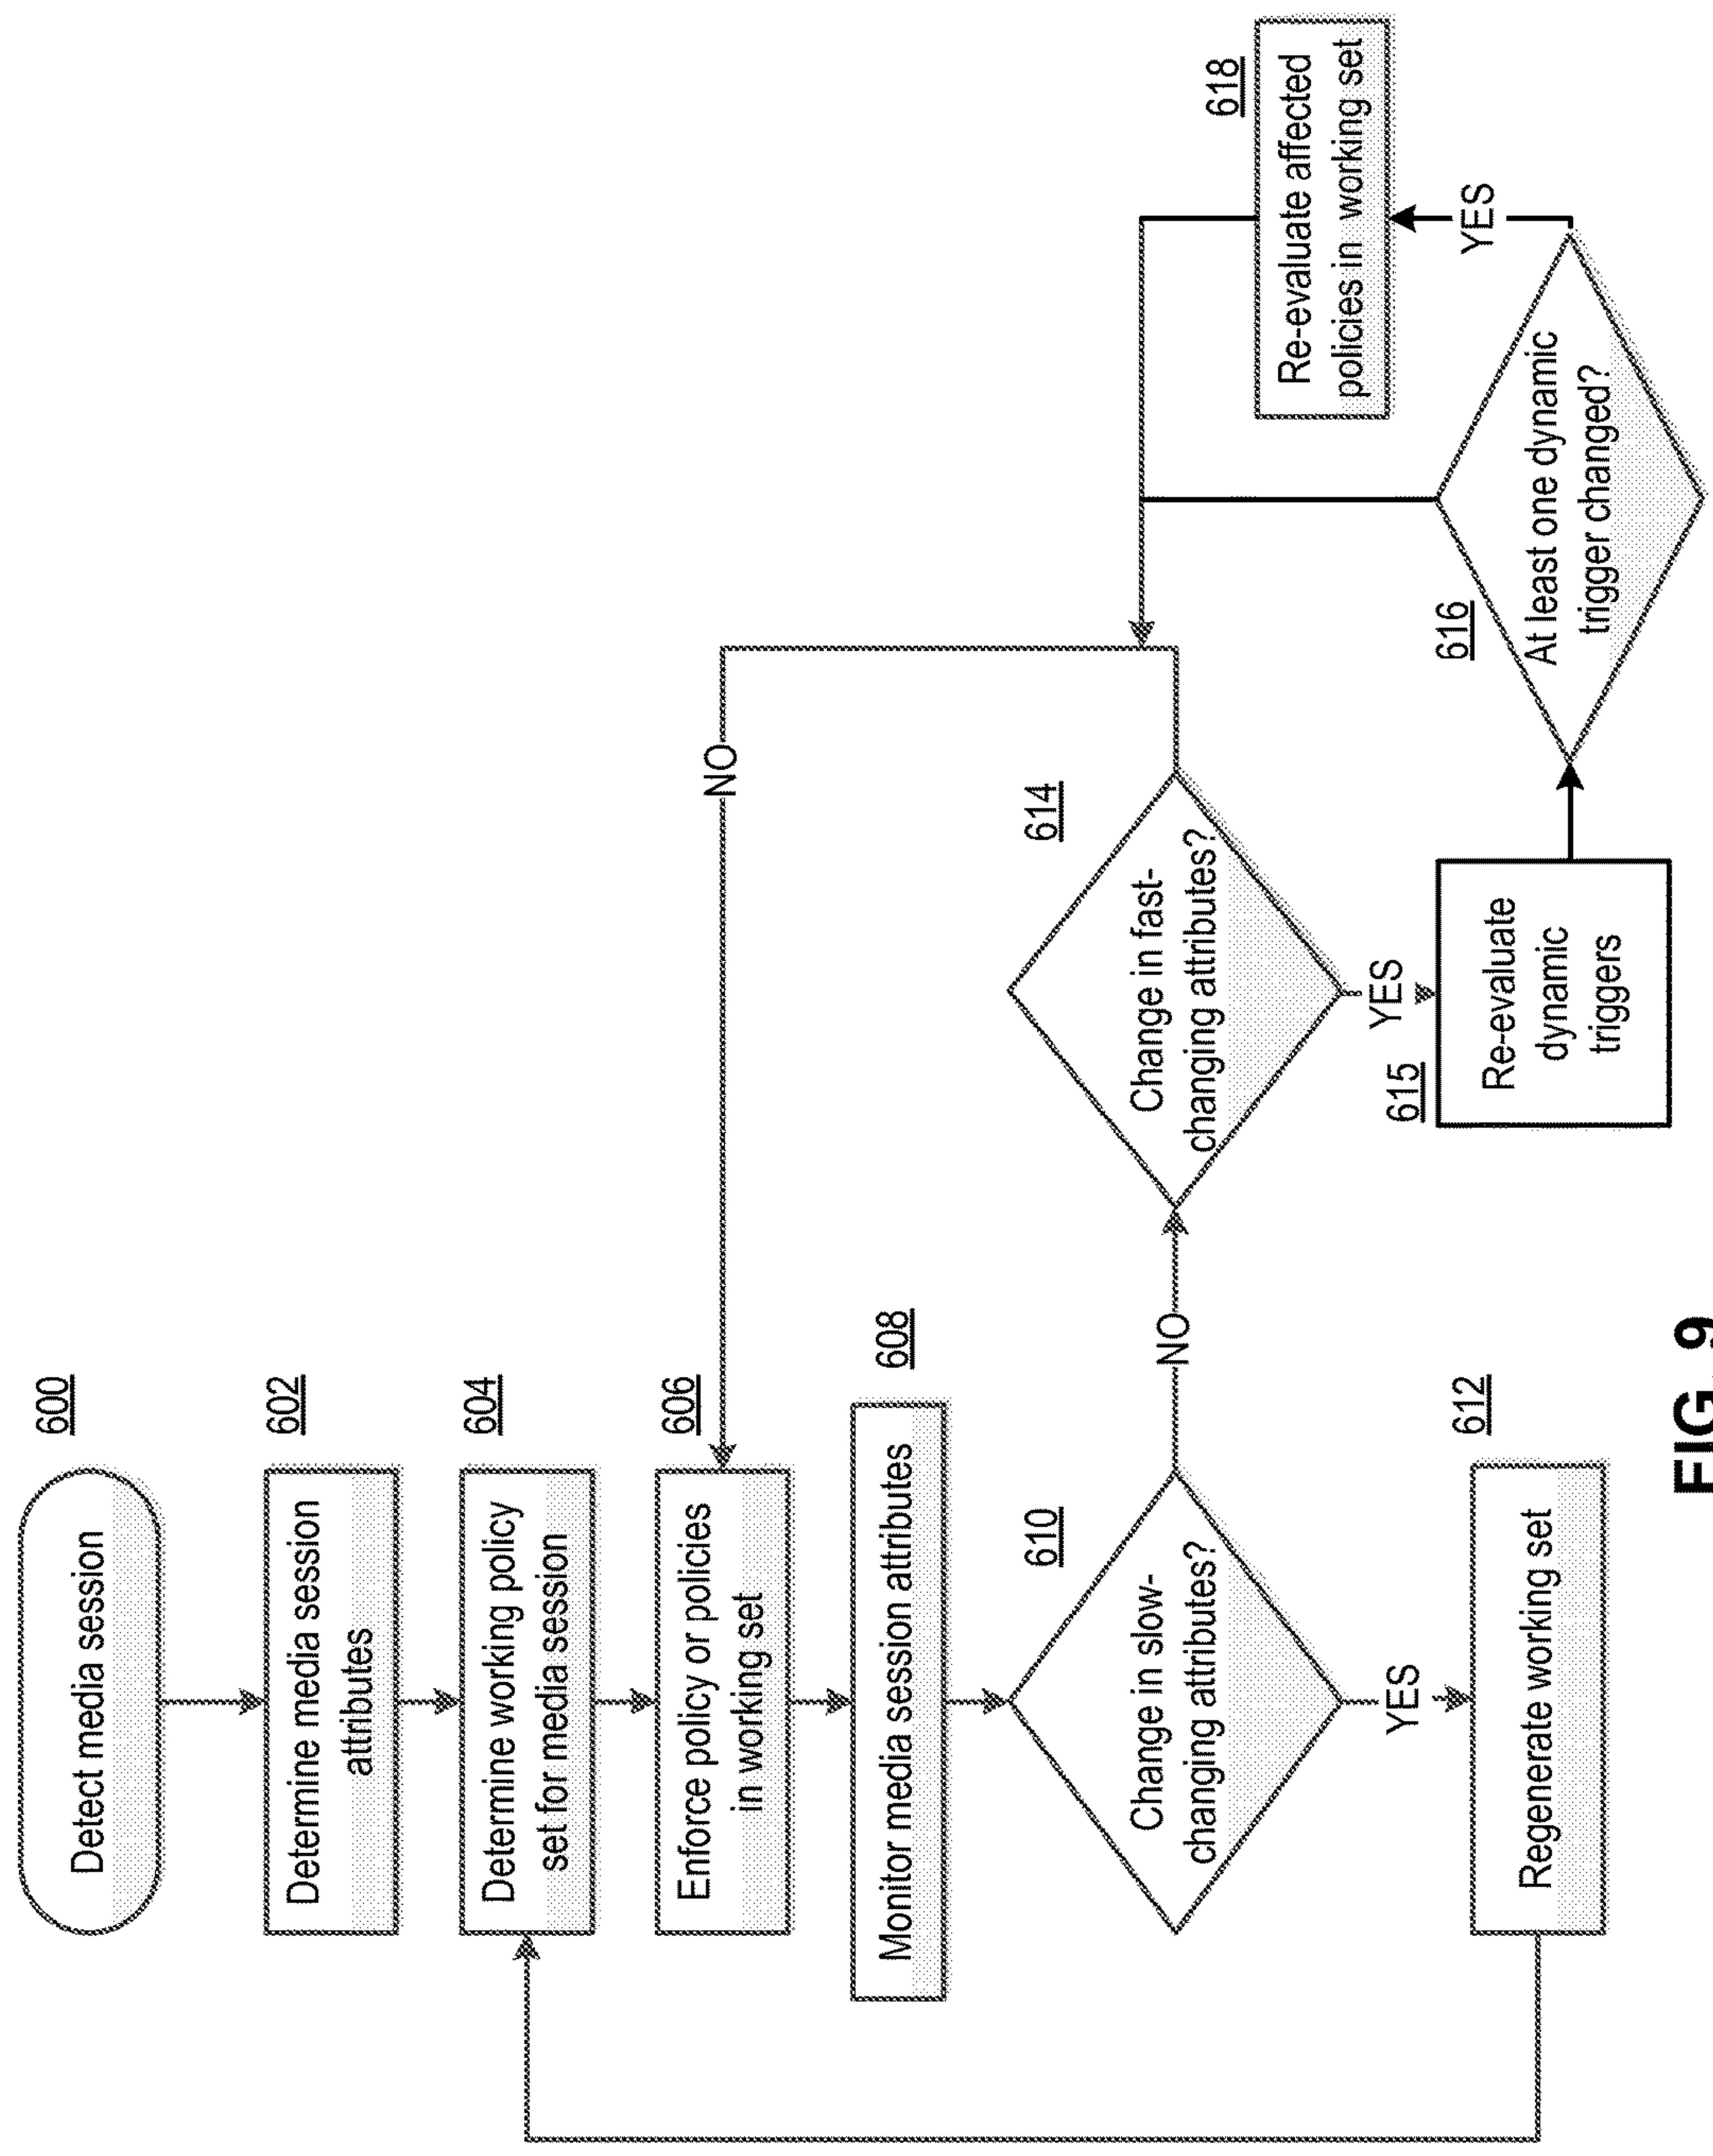 600
Detect media session
602
Determine media session
attributes
604
Determine working policy
set for media session
606
Enforce policy or policies
in working set
608
Monitor media session attributes
610
Change in slow-
changing attributes?
YES
612
Regenerate working set
NO
614
Change in fast-
changing attributes?
NO
YES
615
Re-evaluate
dynamic
triggers
616
At least one dynamic
trigger changed?
YES
618
Re-evaluate affected
policies in working set
FIG. 9